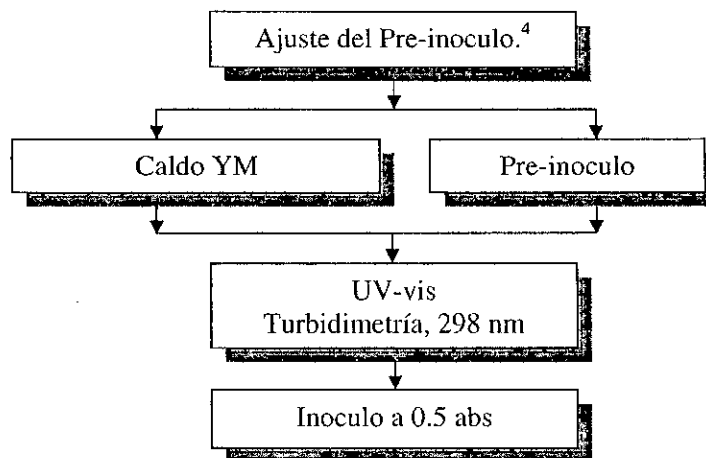 Ajuste del Pre-inoculo.⁴
Caldo YM
Pre-inoculo
UV-vis
Turbidimetría, 298 nm
Inoculo a 0.5 abs